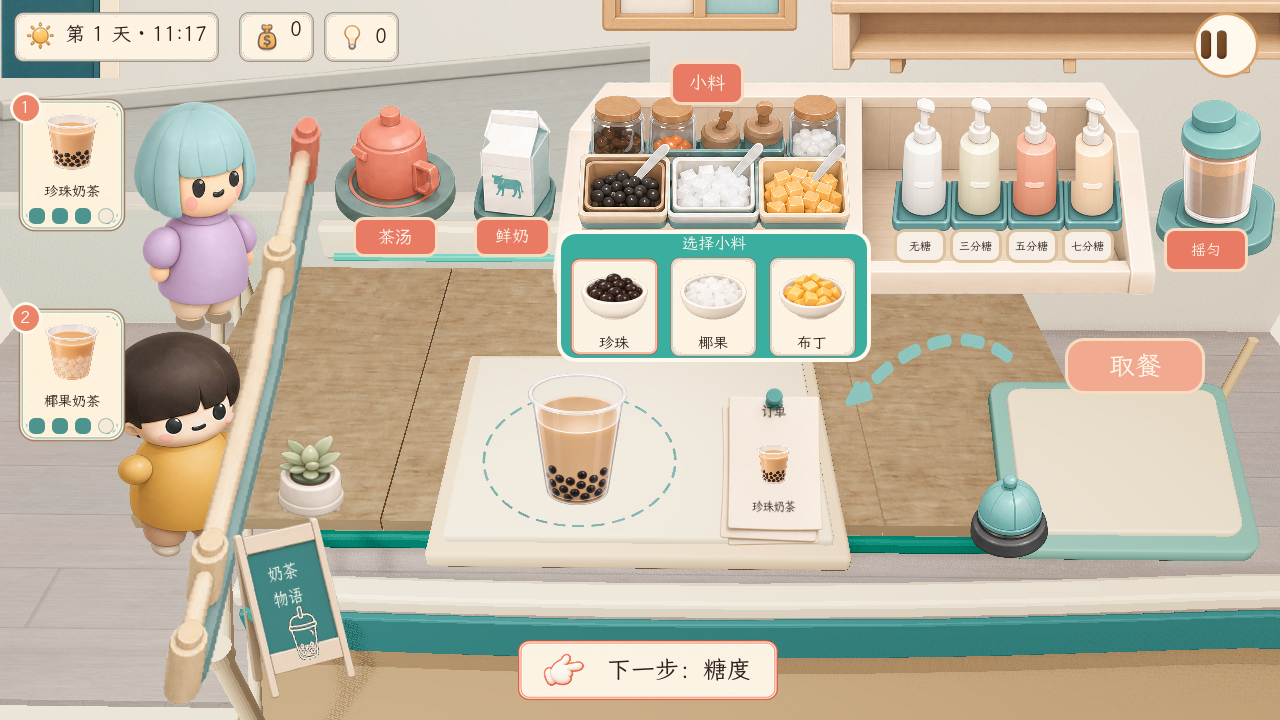 第 1 天・11:17
0
0
1
珍珠奶茶
2
椰果奶茶
小料
茶汤
鲜奶
选择小料
珍珠
椰果
布丁
无糖
三分糖
五分糖
七分糖
摇匀
取餐
订单
珍珠奶茶
奶茶
物语
下一步：糖度